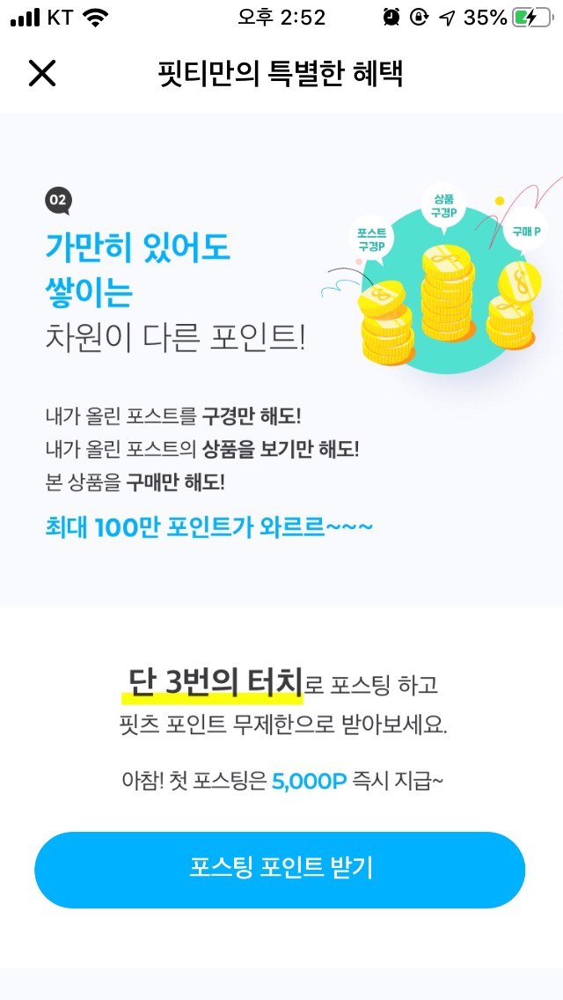 KT 오후 2:52 35%
핏티만의 특별한 혜택
02
가만히 있어도
쌓이는
차원이 다른 포인트!
포스트
구경P
상품
구경P
구매 P
내가 올린 포스트를 구경만 해도!
내가 올린 포스트의 상품을 보기만 해도!
본 상품을 구매만 해도!
최대 100만 포인트가 와르르~~~
단 3번의 터치로 포스팅 하고
핏츠 포인트 무제한으로 받아보세요.
아참! 첫 포스팅은 5,000P 즉시 지급~
포스팅 포인트 받기